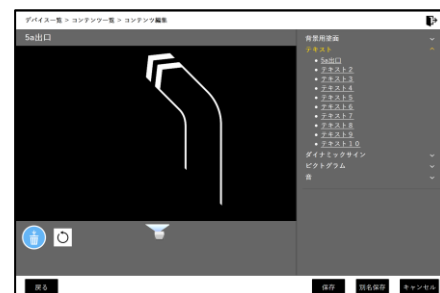 デバイス一覧 > コンテンツ一覧 > コンテンツ編集
5a出口
背景用壁面
テキスト
5a出口
テキスト2
テキスト3
テキスト4
テキスト5
テキスト6
テキスト7
テキスト8
テキスト9
テキスト10
ダイナミックサイン
ピクトグラム
音
戻る
保存
別名保存
キャンセル